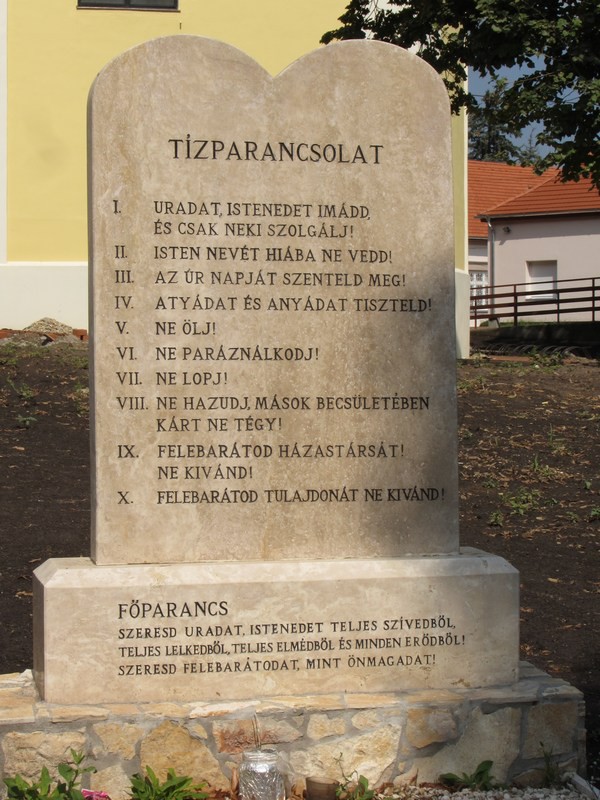 TÍZPARANCSOLAT
I. URADAT, ISTENEDET IMÁDD,
ÉS CSAK NEKI SZOLGÁLJ!
II. ISTEN NEVÉT HIÁBA NE VEDD!
III. AZ ÚR NAPJÁT SZENTELD MEG!
IV. ATYÁDAT ÉS ANYÁDAT TISZTELD!
V. NE ÖLJ!
VI. NE PARÁZNÁLKODJ!
VII. NE LOPJ!
VIII. NE HAZUDJ, MÁSOK BECSÜLETÉBEN
KÁRT NE TÉGY!
IX. FELEBARÁTOD HÁZASTÁRSÁT!
NE KIVÁND!
X. FELEBARÁTOD TULAJDONÁT NE KIVÁND!
FŐPARANCS
SZERESD URADAT, ISTENEDET TELJES SZÍVEDBŐL,
TELJES LELKEDBŐL, TELJES ELMÉDBŐL ÉS MINDEN ERŐDBŐL!
SZERESD FELEBARÁTODAT, MINT ÖNMAGADAT!